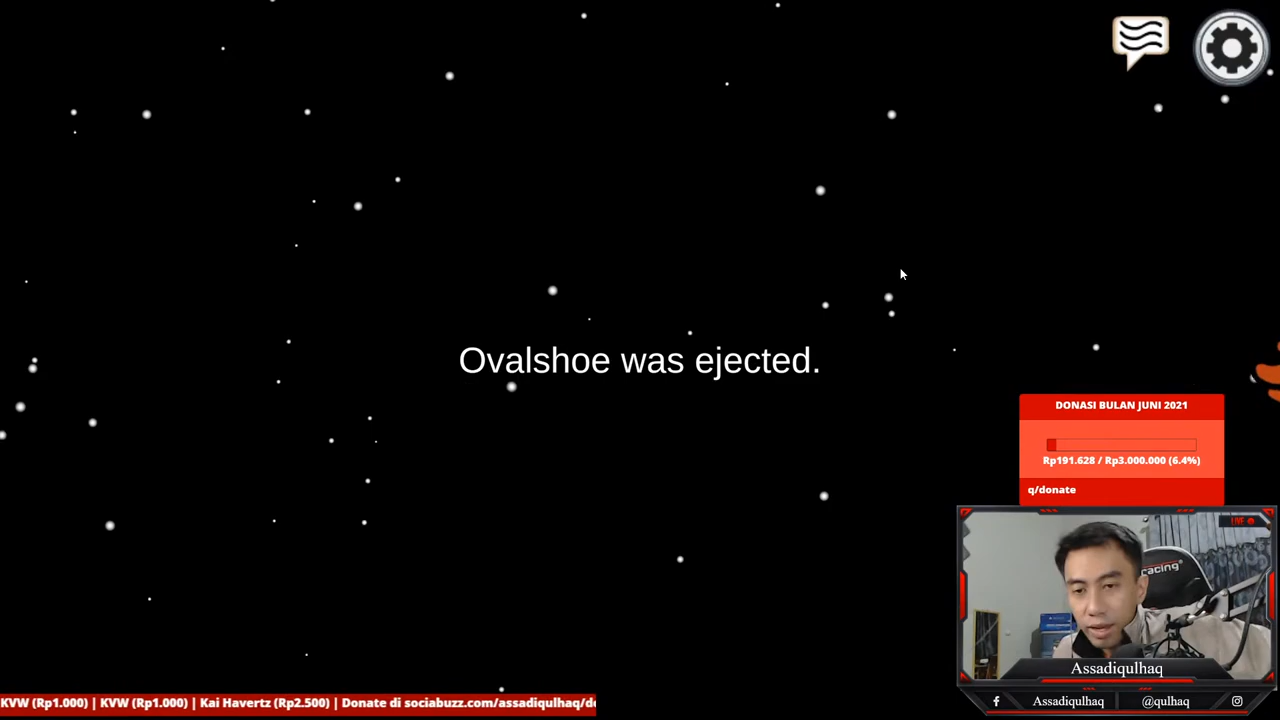 Ovalshoe was ejected.
DONASI BULAN JUNI 2021
Rp191.628 / Rp3.000.000 (6.4%)
q/donate
LIVE
racing
Assadiqulhaq
Assadiqulhaq @qulhaq
KVW (Rp1.000) | KVW (Rp1.000) | Kai Havertz (Rp2.500) | Donate di sociabuzz.com/assadiqulhaq/d